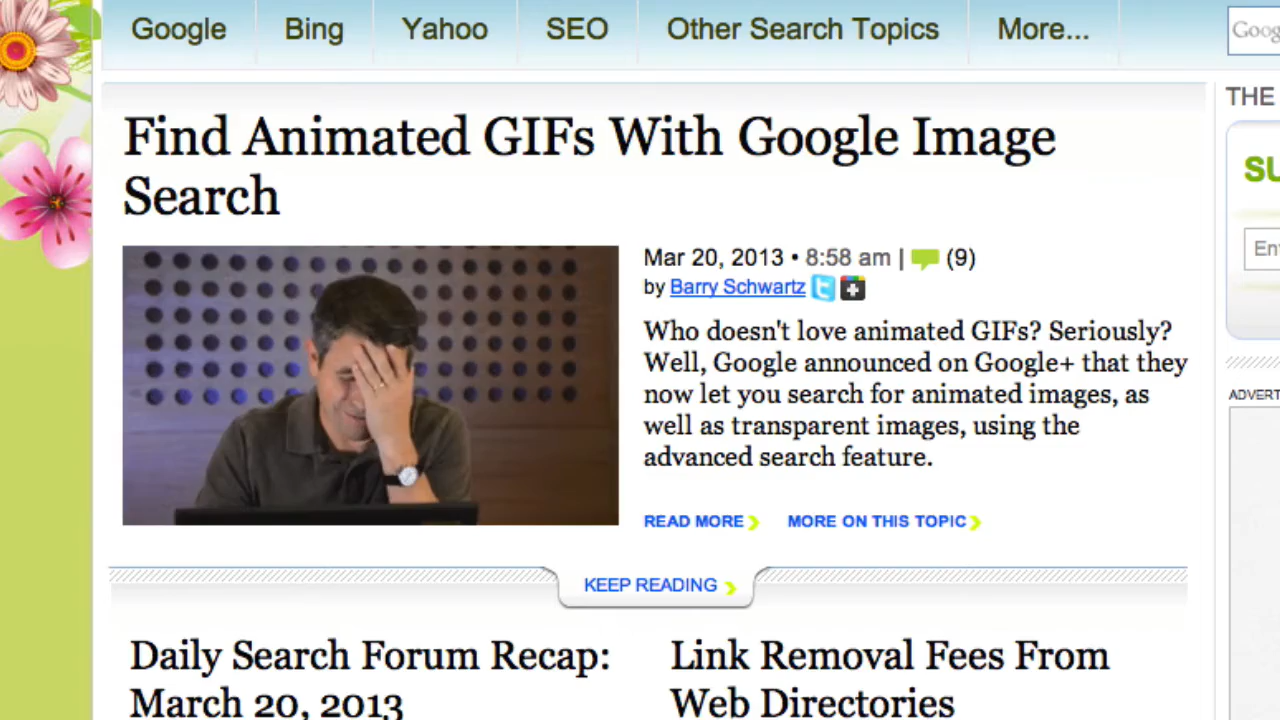 Google Bing Yahoo SEO Other Search Topics More...
Goog
THE
Find Animated GIFs With Google Image
Search
SU
Mar 20, 2013 • 8:58 am | (9)
by Barry Schwartz
Ent
Who doesn't love animated GIFs? Seriously?
Well, Google announced on Google+ that they
now let you search for animated images, as
well as transparent images, using the
advanced search feature.
ADVERT
READ MORE MORE ON THIS TOPIC
KEEP READING
Daily Search Forum Recap:
March 20, 2013
Link Removal Fees From
Web Directories